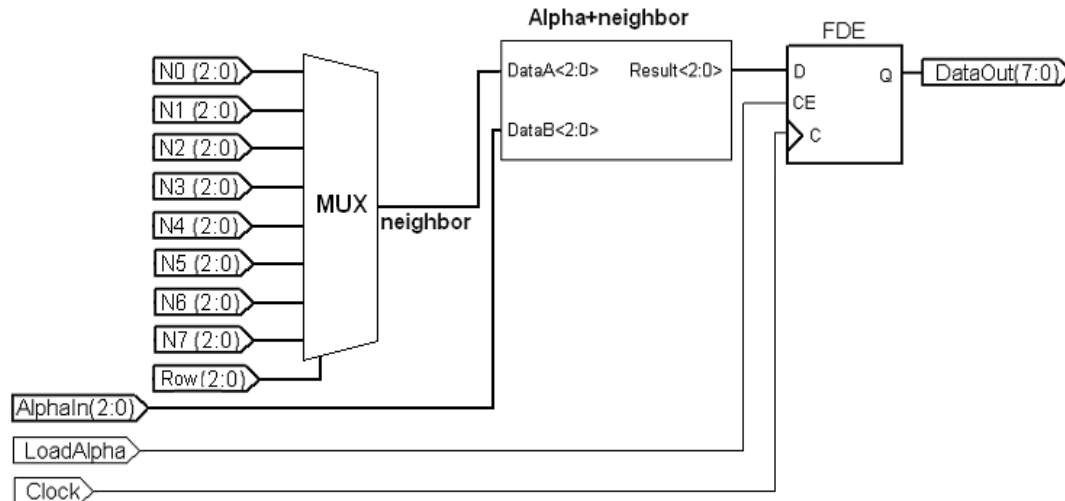 Alpha+neighbor
FDE
N0 (2:0)
N1 (2:0)
N2 (2:0)
N3 (2:0)
N4 (2:0)
N5 (2:0)
N6 (2:0)
N7 (2:0)
Row(2:0)
MUX
neighbor
DataA<2:0>
Result<2:0>
DataB<2:0>
D
Q
CE
C
DataOut(7:0)
AlphaIn(2:0)
LoadAlpha
Clock